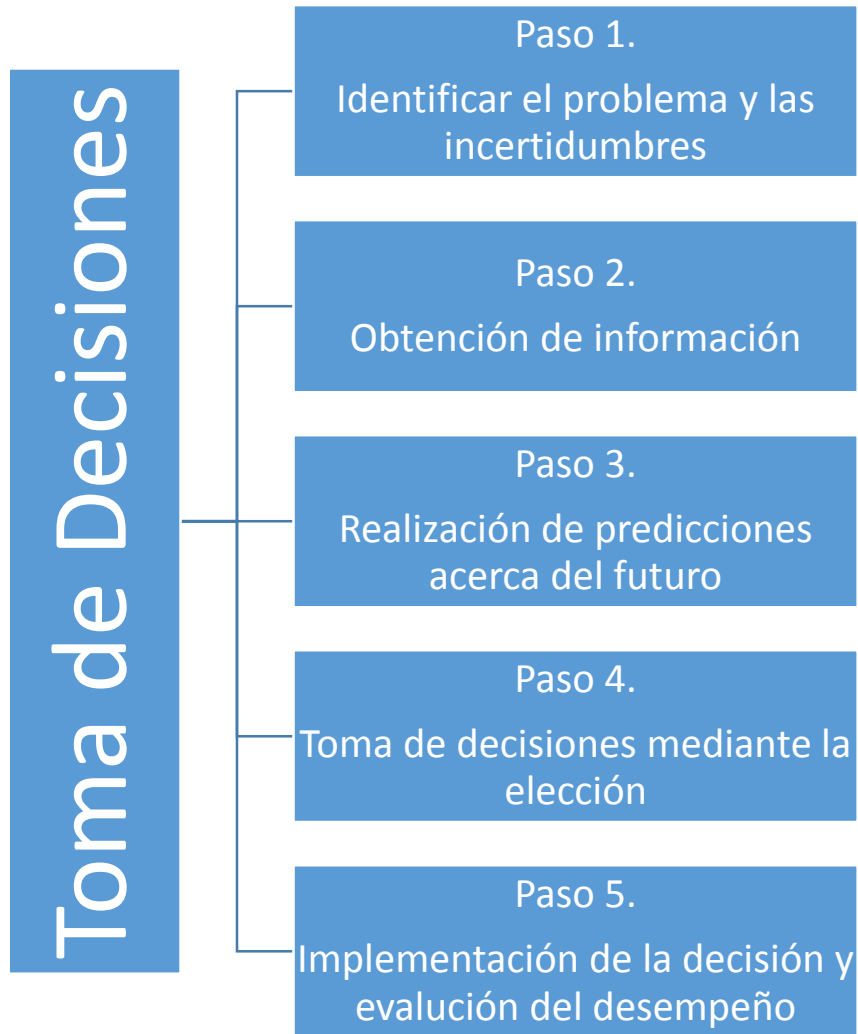 Toma de Decisiones
Paso 1.
Identificar el problema y las
incertidumbres
Paso 2.
Obtención de información
Paso 3.
Realización de predicciones
acerca del futuro
Paso 4.
Toma de decisiones mediante la
elección
Paso 5.
Implementación de la decisión y
evalución del desempeño